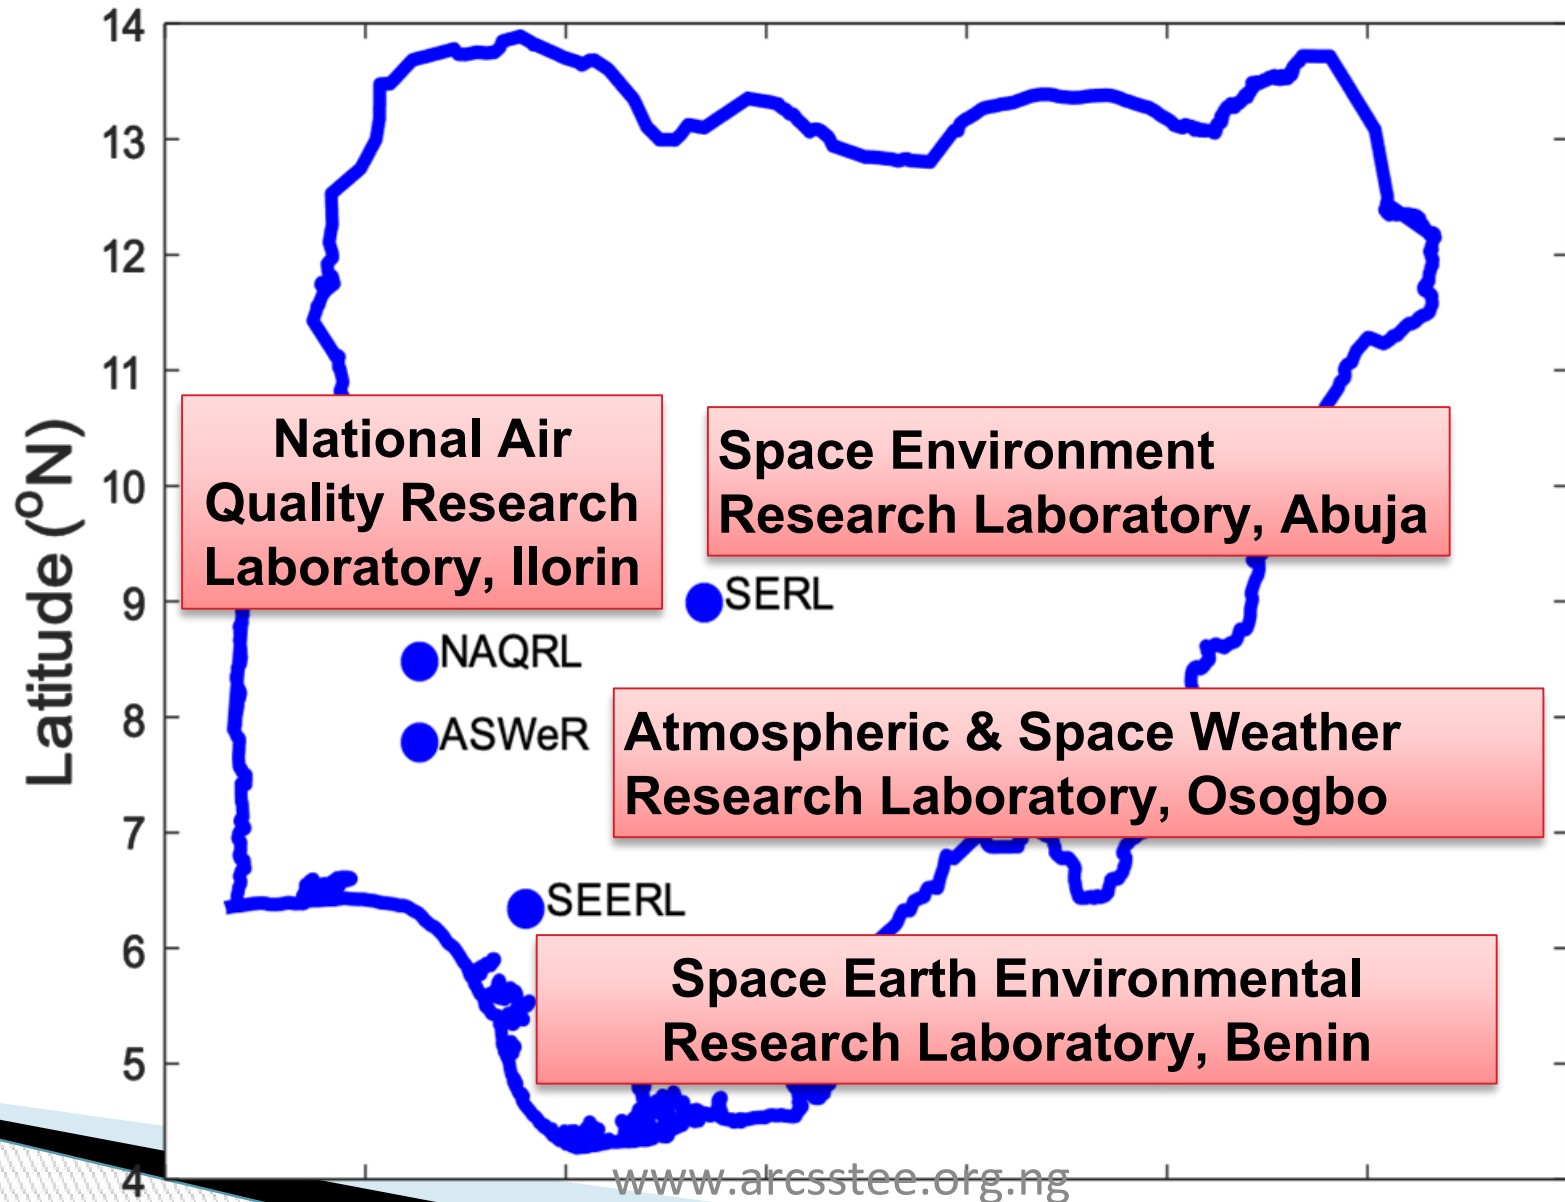 14
13
12
11
10
9
8
7
6
5
4
Latitude (°N)
National Air
Quality Research
Laboratory, Ilorin
Space Environment
Research Laboratory, Abuja
SERL
NAQRL
ASWeR
Atmospheric & Space Weather
Research Laboratory, Osogbo
SEERL
Space Earth Environmental
Research Laboratory, Benin
www.arcsstee.org.ng